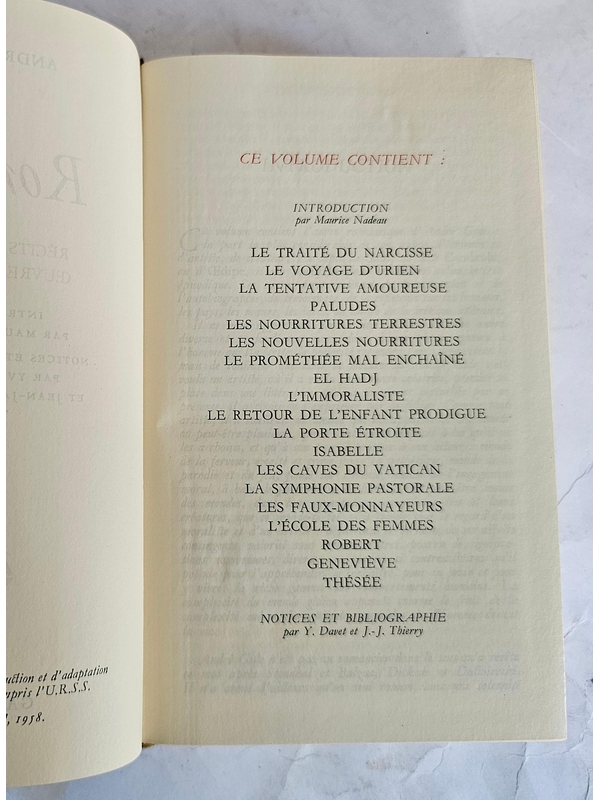 uction et d'adaptation
mpris l'U.R.S.S.
1958.
CE VOLUME CONTIENT :
INTRODUCTION
par Maurice Nadeau
LE TRAITÉ DU NARCISSE
LE VOYAGE D'URIEN
LA TENTATIVE AMOUREUSE
PALUDES
LES NOURRITURES TERRESTRES
LES NOUVELLES NOURRITURES
LE PROMÉTHÉE MAL ENCHAÎNÉ
EL HADJ
L'IMMORALISTE
LE RETOUR DE L'ENFANT PRODIGUE
LA PORTE ÉTROITE
ISABELLE
LES CAVES DU VATICAN
LA SYMPHONIE PASTORALE
LES FAUX-MONNAYEURS
L'ÉCOLE DES FEMMES
ROBERT
GENEVIÈVE
THÉSÉE
NOTICES ET BIBLIOGRAPHIE
par Y. Davet et J.-J. Thierry